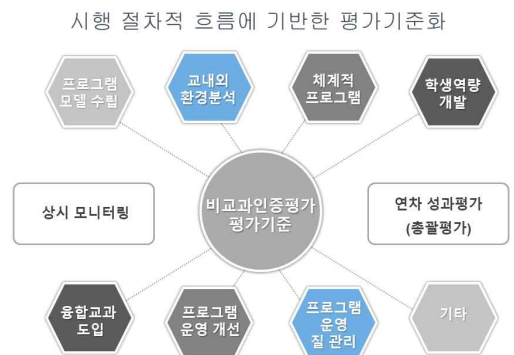 시행 절차적 흐름에 기반한 평가기준화
프로그램
모델 수립
교내외
환경분석
체계적
프로그램
학생역량
개발
상시 모니터링
비교과인증평가
평가기준
연차 성과평가
(총괄평가)
융합교과
도입
프로그램
운영 개선
프로그램
운영
질 관리
기타